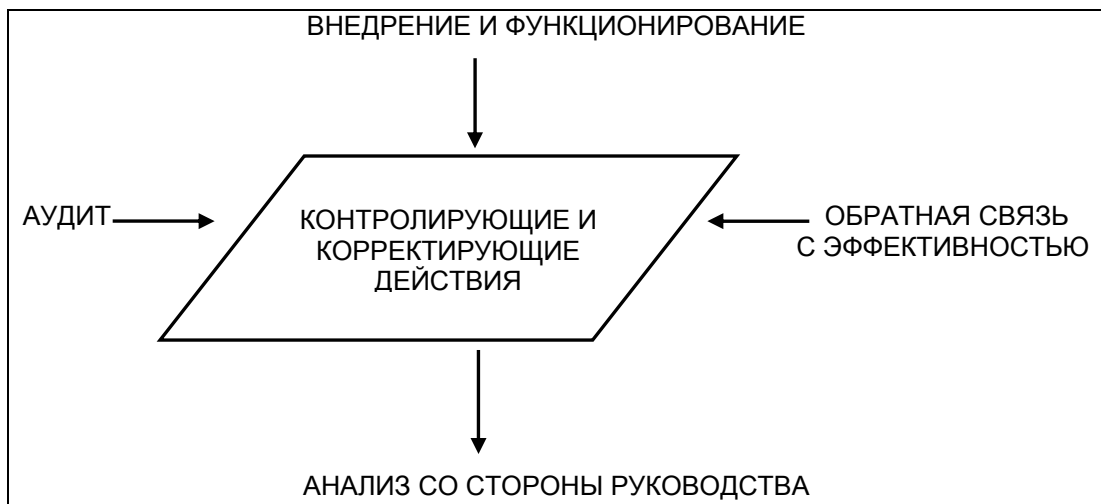 ВНЕДРЕНИЕ И ФУНКЦИОНИРОВАНИЕ
АУДИТ
КОНТРОЛИРУЮЩИЕ И
КОРРЕКТИРУЮЩИЕ
ДЕЙСТВИЯ
ОБРАТНАЯ СВЯЗЬ
С ЭФФЕКТИВНОСТЬЮ
АНАЛИЗ СО СТОРОНЫ РУКОВОДСТВА